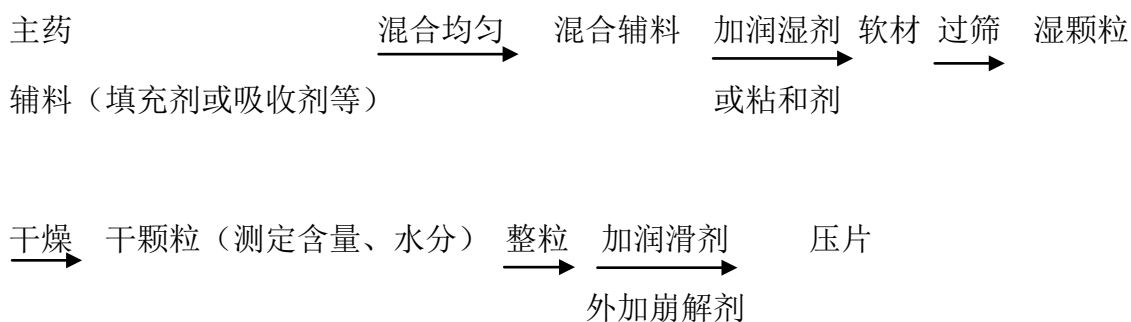 主药 混合均匀 混合辅料 加润湿剂 软材 过筛 湿颗粒
辅料（填充剂或吸收剂等） 或粘和剂
干燥 干颗粒（测定含量、水分） 整粒 加润滑剂 压片
外加崩解剂